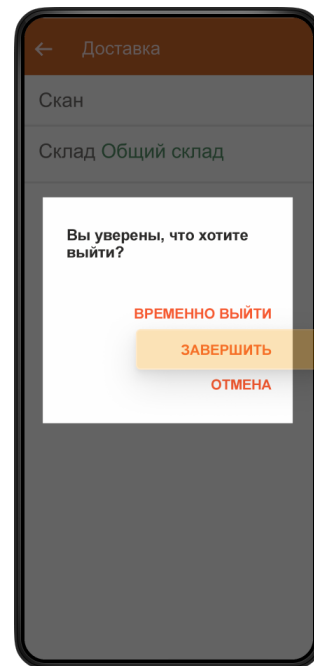 Доставка
Скан
Склад Общий склад
Вы уверены, что хотите
выйти?
ВРЕМЕННО ВЫЙТИ
ЗАВЕРШИТЬ
ОТМЕНА